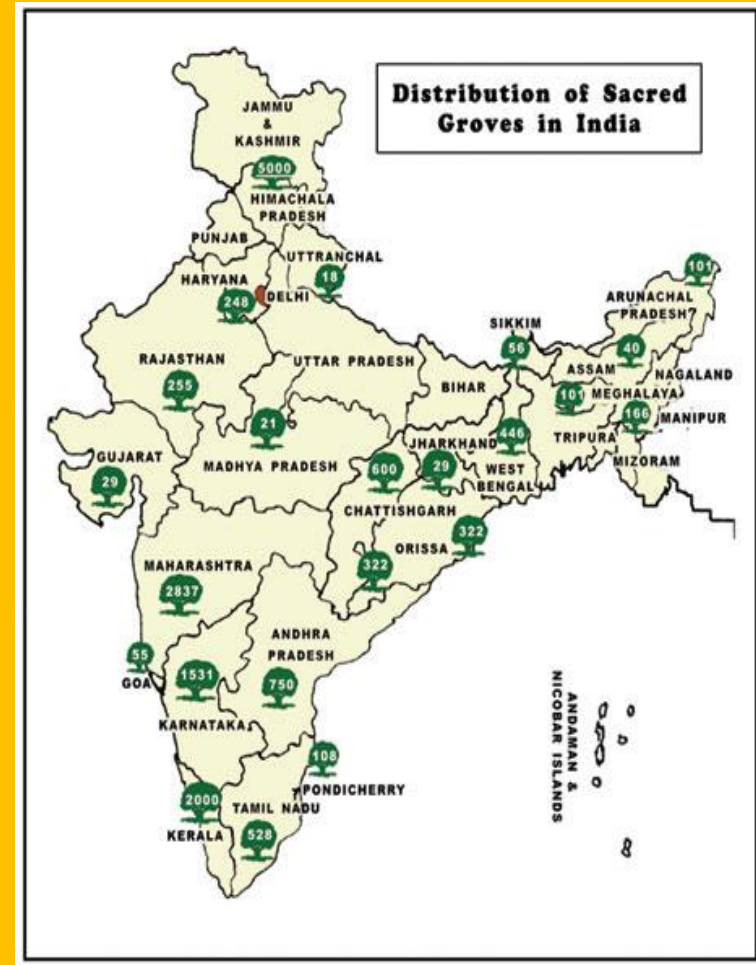 Distribution of Sacred
Groves in India
JAMMU
&
KASHMIR
5000
HIMACHALA
PRADESH
PUNJAB
UTTRANCHAL
18
HARYANA
248
DELHI
101
ARUNACHAL
PRADESH?
SIKKIM
56
40
ASSAM
NAGALAND
RAJASTHAN
255
UTTAR PRADESH
BIHAR
101
MEGHALAYA
166
MANIPUR
21
MADHYA PRADESH
JHARKHAND
29
446
WEST
BENGAL
TRIPURA
MIZORAM
GUJARAT
29
600
CHATTISHGARH
322
ORISSA
322
MAHARASHTRA
2837
ANDHRA
PRADESH
750
55
GOA
1531
KARNATAKA
108
PONDICHERRY
2000
KERALA
TAMIL NADU
528
ANDAMAN &
NICOBAR ISLANDS